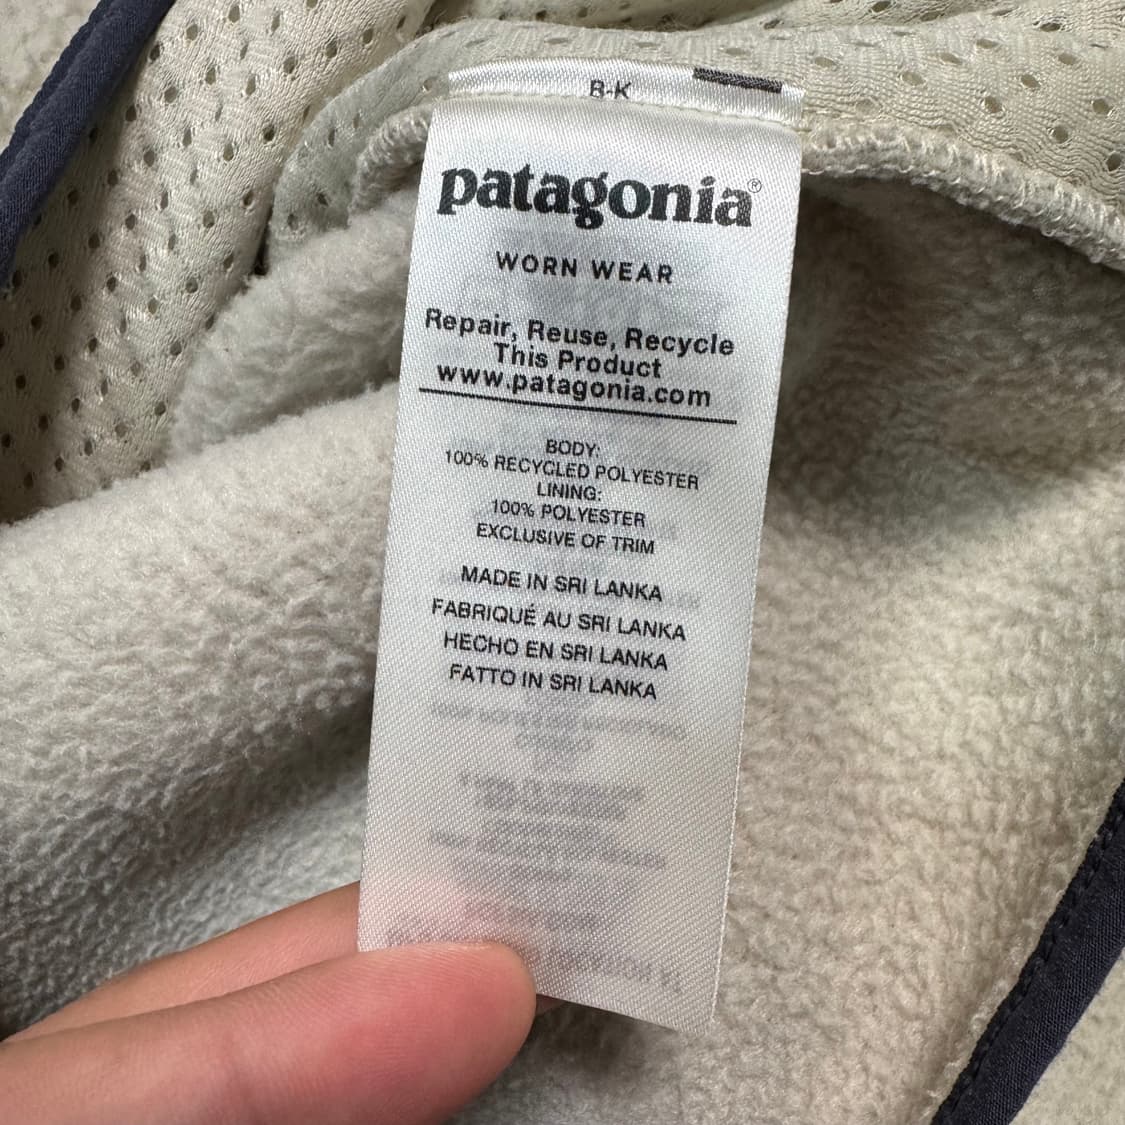 B-K
patagonia®
WORN WEAR
Repair, Reuse, Recycle
This Product
www.patagonia.com
BODY:
100% RECYCLED POLYESTER
LINING:
100% POLYESTER
EXCLUSIVE OF TRIM
MADE IN SRI LANKA
FABRIQUÉ AU SRI LANKA
HECHO EN SRI LANKA
FATTO IN SRI LANKA